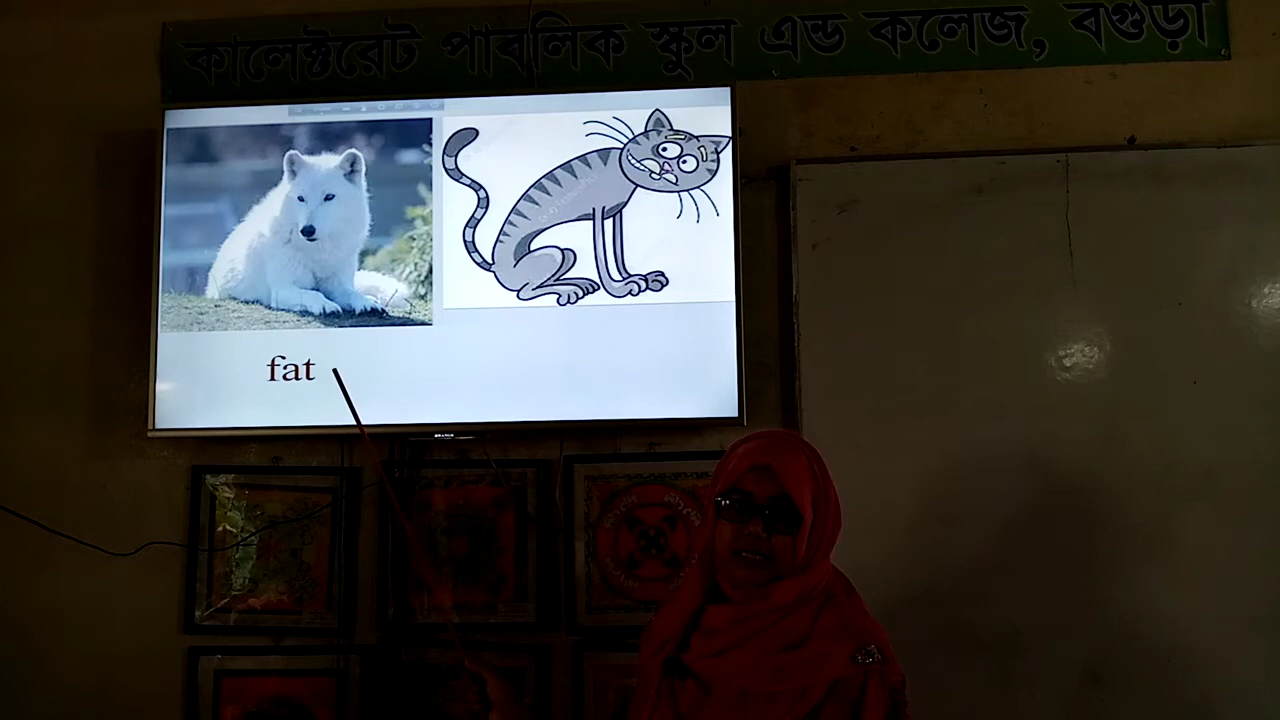 কালেক্টরেট পাবলিক স্কুল এন্ড কলেজ, বগুড়া
fat